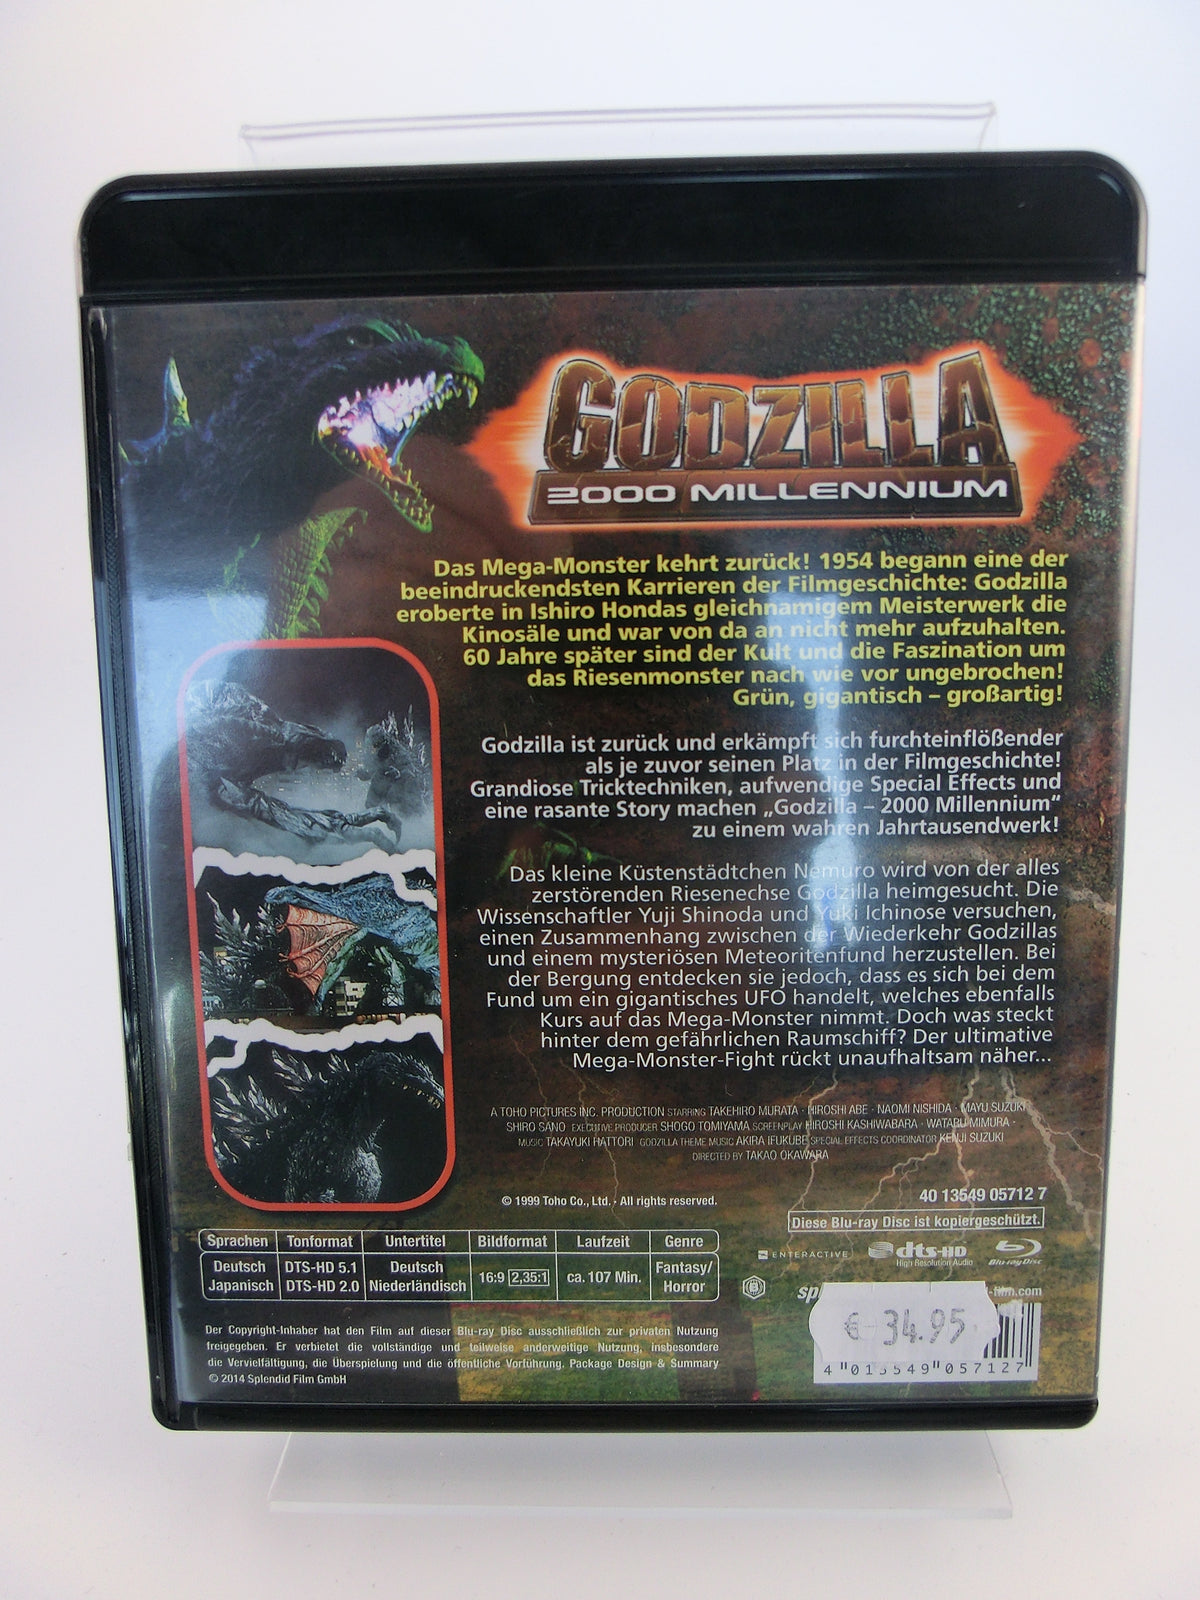 GODZILLA
2000 MILLENNIUM
Das Mega-Monster kehrt zurück! 1954 begann eine der
beeindruckendsten Karrieren der Filmgeschichte: Godzilla
eroberte in Ishiro Hondas gleichnamigem Meisterwerk die
Kinosäle und war von da an nicht mehr aufzuhalten.
60 Jahre später sind der Kult und die Faszination um
das Riesenmonster nach wie vor ungebrochen!
Grün, gigantisch – großartig!
Godzilla ist zurück und erkämpft sich furchteinflößender
als je zuvor seinen Platz in der Filmgeschichte!
Grandiose Tricktechniken, aufwendige Special Effects und
eine rasante Story machen „Godzilla – 2000 Millennium“
zu einem wahren Jahrtausendwerk!
Das kleine Küstenstädtchen Nemuro wird von der alles
zerstörenden Riesenechse Godzilla heimgesucht. Die
Wissenschaftler Yuji Shinoda und Yuki Ichinose versuchen,
einen Zusammenhang zwischen der Wiederkehr Godzillas
und einem mysteriösen Meteoritenfund herzustellen. Bei
der Bergung entdecken sie jedoch, dass es sich bei dem
Fund um ein gigantisches UFO handelt, welches ebenfalls
Kurs auf das Mega-Monster nimmt. Doch was steckt
hinter dem gefährlichen Raumschiff? Der ultimative
Mega-Monster-Fight rückt unaufhaltsam näher...
A TOHO PICTURES INC. PRODUCTION STARRING TAKEHIRO MURATA · HIROSHI ABE · NAOMI NISHIDA · MAYU SUZUKI
SHIRO SANO EXECUTIVE PRODUCER SHOGO TOMIYAMA SCREENPLAY HIROSHI KASHIWABARA · WATARU MIMURA ·
MUSIC TAKAYUKI HATTORI GODZILLA THEME MUSIC AKIRA IFUKUBE SPECIAL EFFECTS COORDINATOR KENJI SUZUKI
DIRECTED BY TAKAO OKAWARA
© 1999 Toho Co., Ltd. · All rights reserved.
40 13549 05712 7
Diese Blu-ray Disc ist kopiergeschützt.
Sprachen Tonformat Untertitel Bildformat Laufzeit Genre
Deutsch DTS-HD 5.1 Deutsch 16:9 2,35:1 ca. 107 Min. Fantasy/
Japanisch DTS-HD 2.0 Niederländisch Horror
INTERACTIVE dts-HD Blu-ray Disc
High Resolution Audio
sp -film.com
€ 34.95
4 "013549"057127"
Der Copyright-Inhaber hat den Film auf dieser Blu-ray Disc ausschließlich zur privaten Nutzung
freigegeben. Er verbietet die vollständige und teilweise anderweitige Nutzung, insbesondere
die Vervielfältigung, die Überspielung und die öffentliche Vorführung. Package Design & Summary
© 2014 Splendid Film GmbH